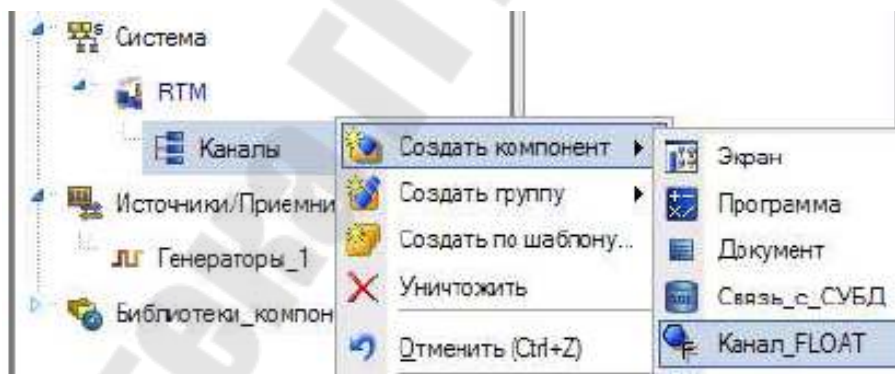 Система
RTM
Каналы
Источники/Приемни
Генераторы_1
Библиотеки_компон
Создать компонент
Создать группу
Создать по шаблону...
Уничтожить
Отменить (Ctrl+Z)
Экран
Программа
Документ
Связь_с_СУБД
Канал_FLOAT